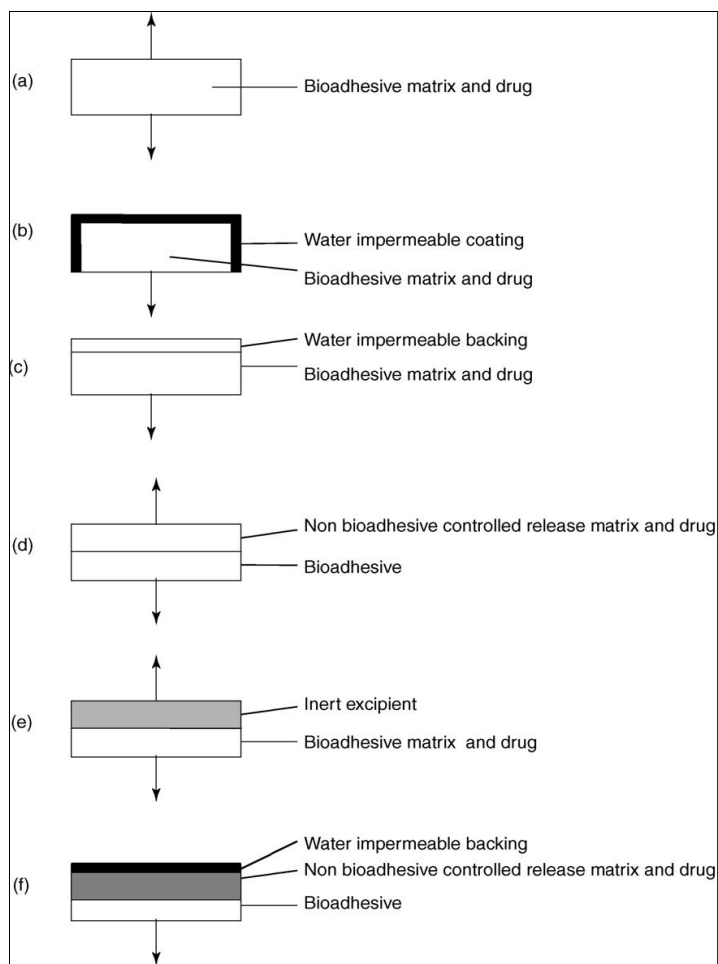 (a)
Bioadhesive matrix and drug
(b)
Water impermeable coating
Bioadhesive matrix and drug
(c)
Water impermeable backing
Bioadhesive matrix and drug
(d)
Non bioadhesive controlled release matrix and drug
Bioadhesive
(e)
Inert excipient
Bioadhesive matrix and drug
(f)
Water impermeable backing
Non bioadhesive controlled release matrix and drug
Bioadhesive